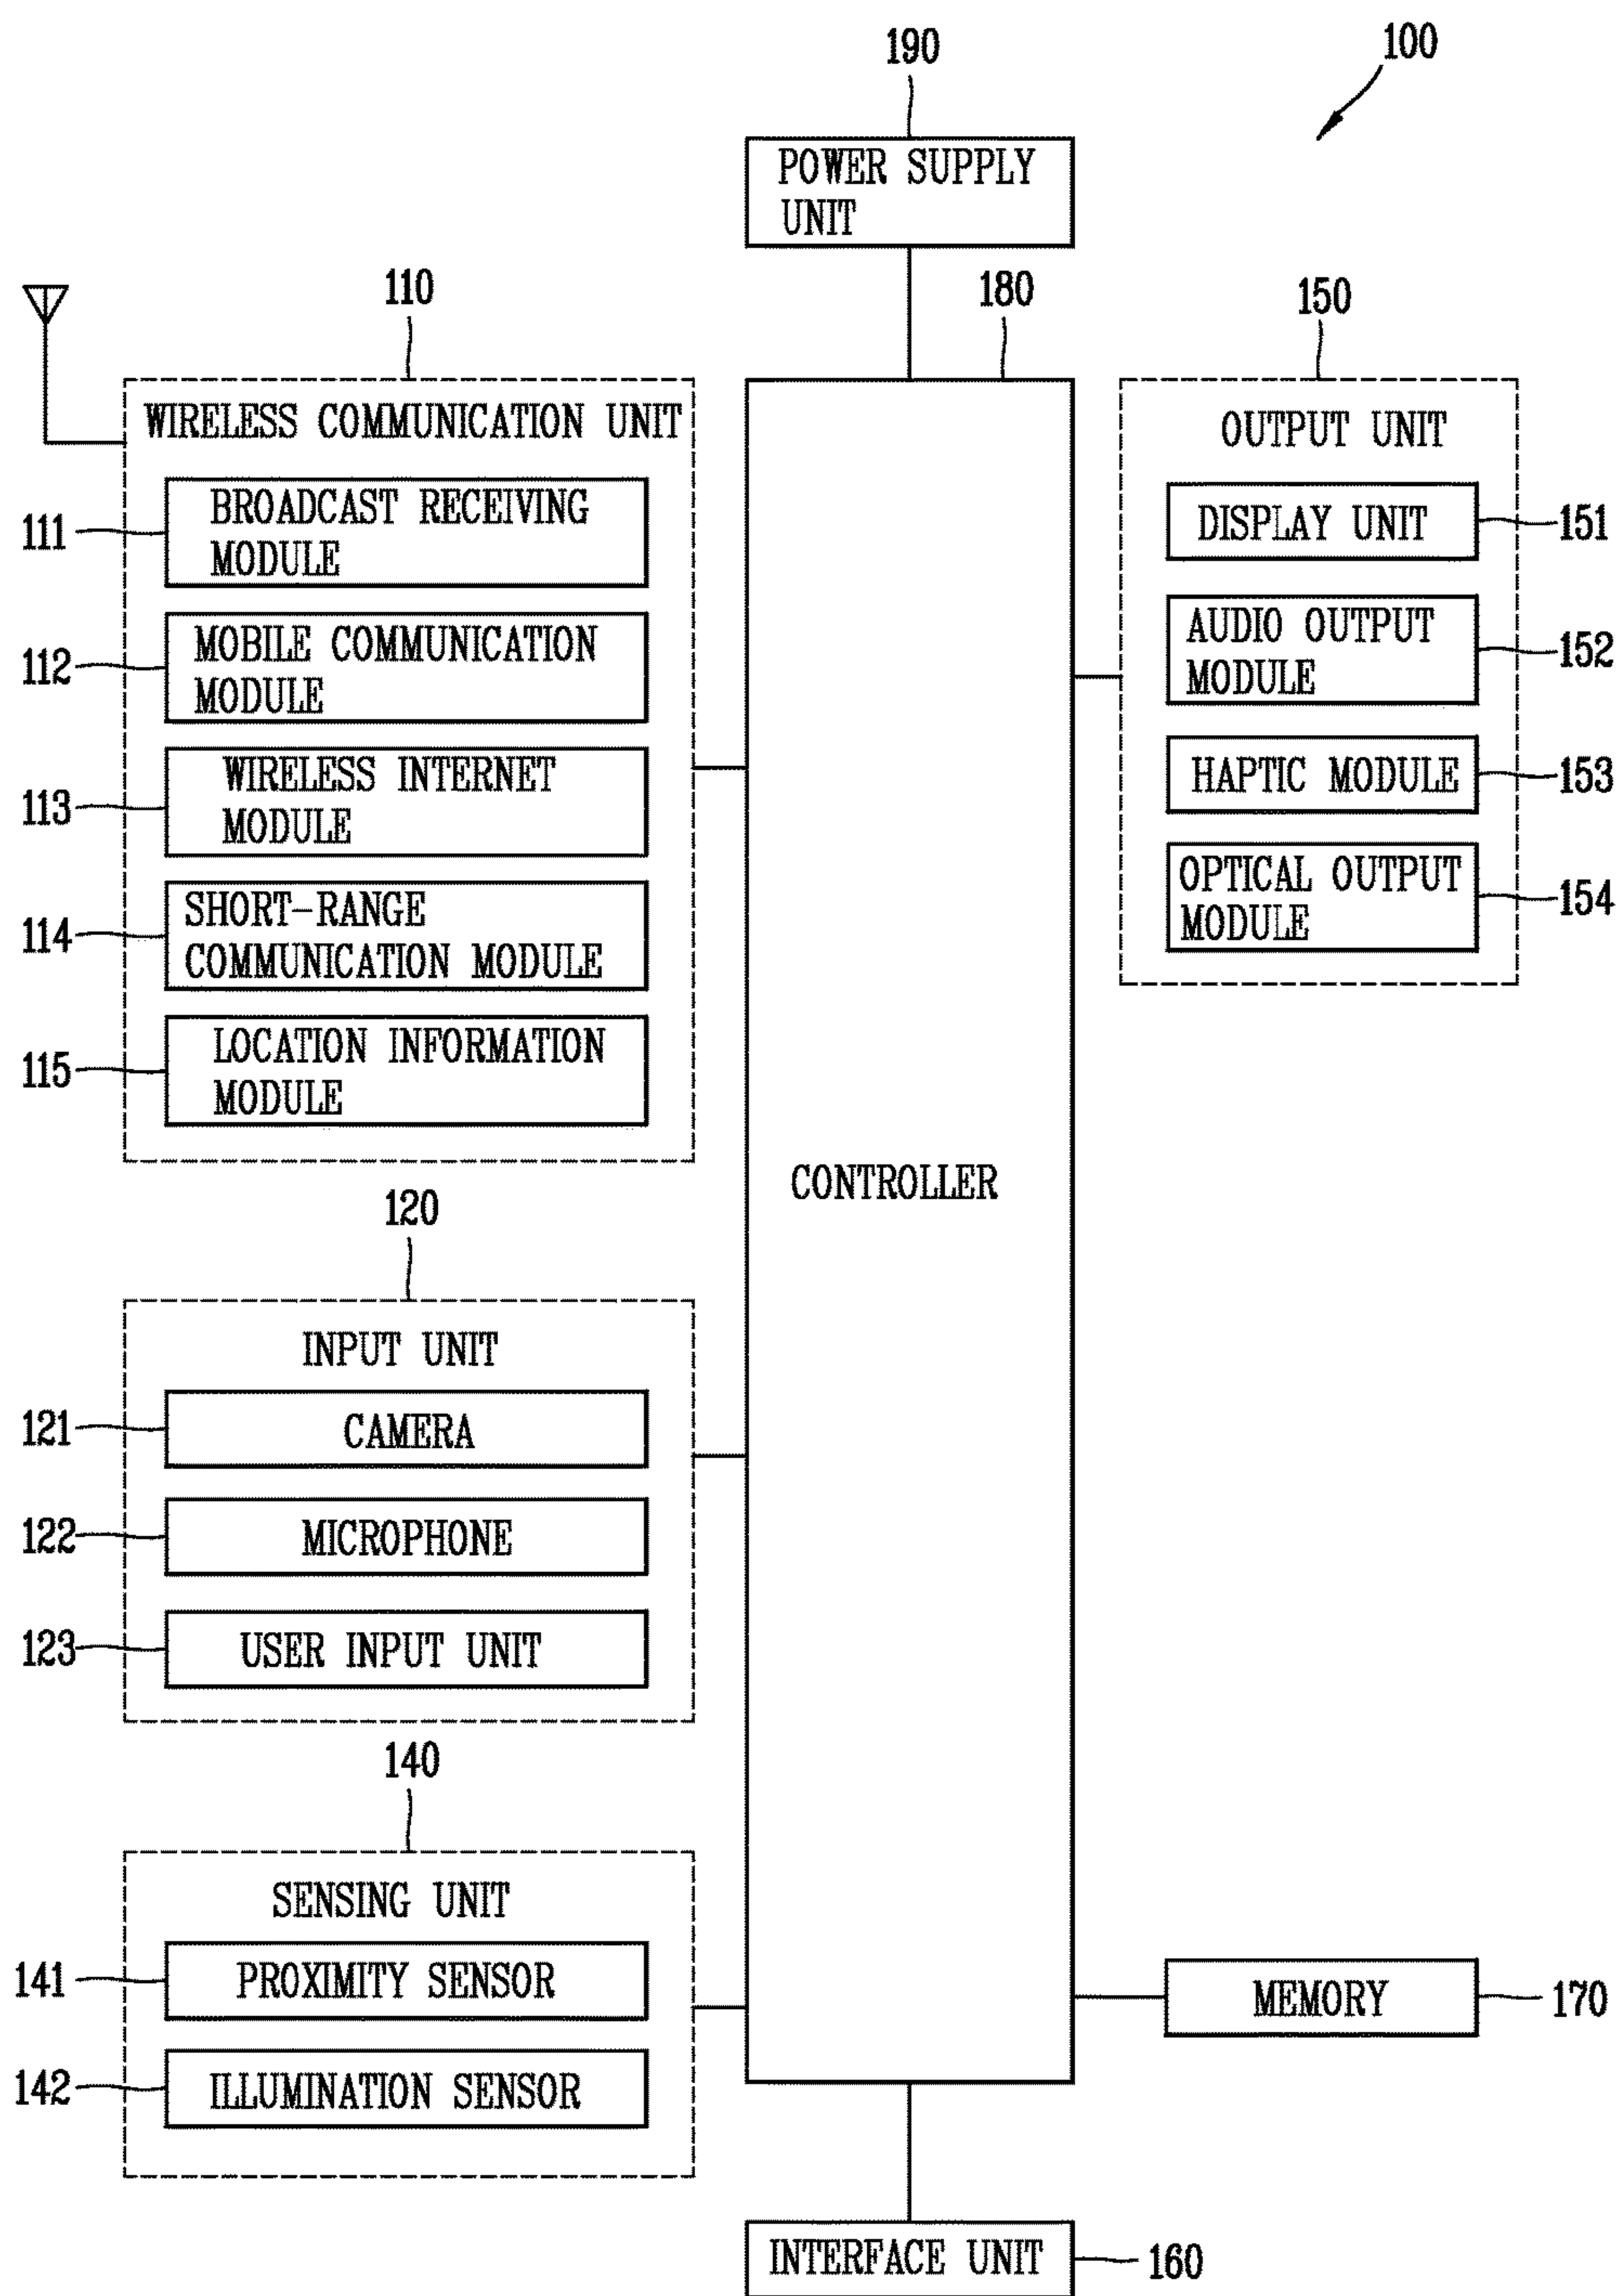 190
100
POWER SUPPLY
UNIT
110
180
150
WIRELESS COMMUNICATION UNIT
111
BROADCAST RECEIVING
MODULE
112
MOBILE COMMUNICATION
MODULE
113
WIRELESS INTERNET
MODULE
114
SHORT-RANGE
COMMUNICATION MODULE
115
LOCATION INFORMATION
MODULE
OUTPUT UNIT
DISPLAY UNIT
151
AUDIO OUTPUT
MODULE
152
HAPTIC MODULE
153
OPTICAL OUTPUT
MODULE
154
CONTROLLER
120
INPUT UNIT
121
CAMERA
122
MICROPHONE
123
USER INPUT UNIT
140
SENSING UNIT
141
PROXIMITY SENSOR
142
ILLUMINATION SENSOR
MEMORY
170
INTERFACE UNIT
160